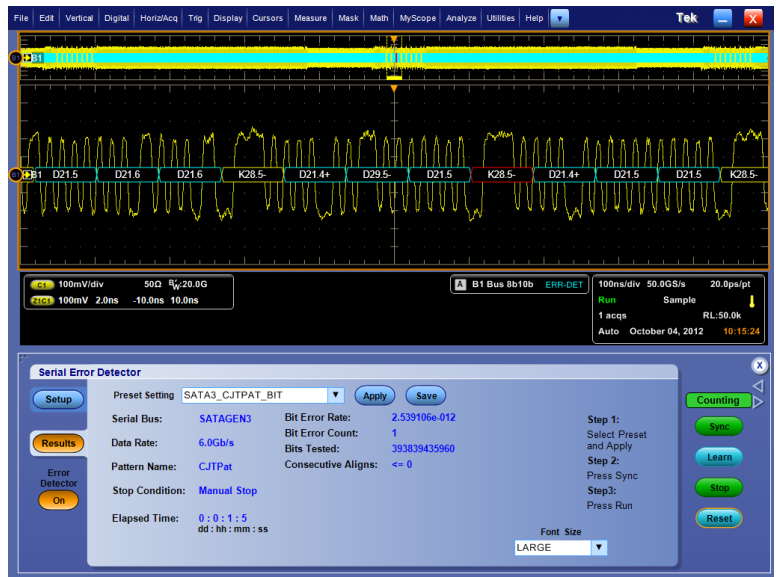 File Edit Vertical Digital Horiz/Acq Trig Display Cursors Measure Mask Math MyScope Analyze Utilities Help Tek X
B1 B1
B1 B1 D21.5 D21.6 D21.6 K28.5- D21.4+ D29.5- D21.5 K28.5- D21.4+ D21.5 D21.5 K28.5-
C1 100mV/div 50Ω BW:20.0G
Z1C1 100mV 2.0ns -10.0ns 10.0ns
A B1 Bus 8b10b ERR-DET
100ns/div 50.0GS/s 20.0ps/pt
Run Sample
1 acqs RL:50.0k
Auto October 04, 2012 10:15:24
Serial Error Detector
X
Setup
Results
Error
Detector
On
Preset Setting SATA3_CJTPAT_BIT Apply Save
Serial Bus: SATAGEN3
Data Rate: 6.0Gb/s
Pattern Name: CJTPat
Stop Condition: Manual Stop
Elapsed Time: 0 : 0 : 1 : 5
dd : hh : mm : ss
Bit Error Rate: 2.539106e-012
Bit Error Count: 1
Bits Tested: 393839435960
Consecutive Aligns: <= 0
Step 1:
Select Preset
and Apply
Step 2:
Press Sync
Step3:
Press Run
Font Size
LARGE
Counting
Sync
Learn
Stop
Reset